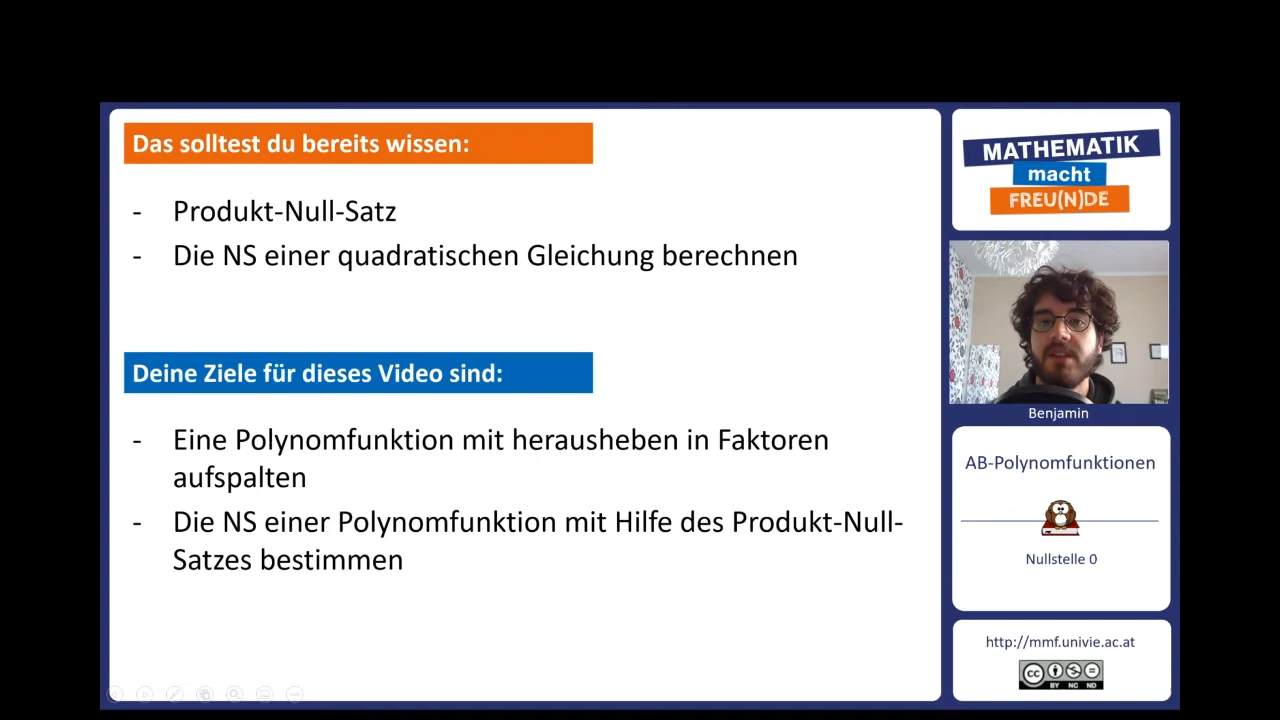 Das solltest du bereits wissen:
- Produkt-Null-Satz
- Die NS einer quadratischen Gleichung berechnen
Deine Ziele für dieses Video sind:
- Eine Polynomfunktion mit herausheben in Faktoren
aufspalten
- Die NS einer Polynomfunktion mit Hilfe des Produkt-Null-
Satzes bestimmen
MATHEMATIK
macht
FREU(N)DE
Benjamin
AB-Polynomfunktionen
Nullstelle 0
http://mmf.univie.ac.at
CC
BY NC ND